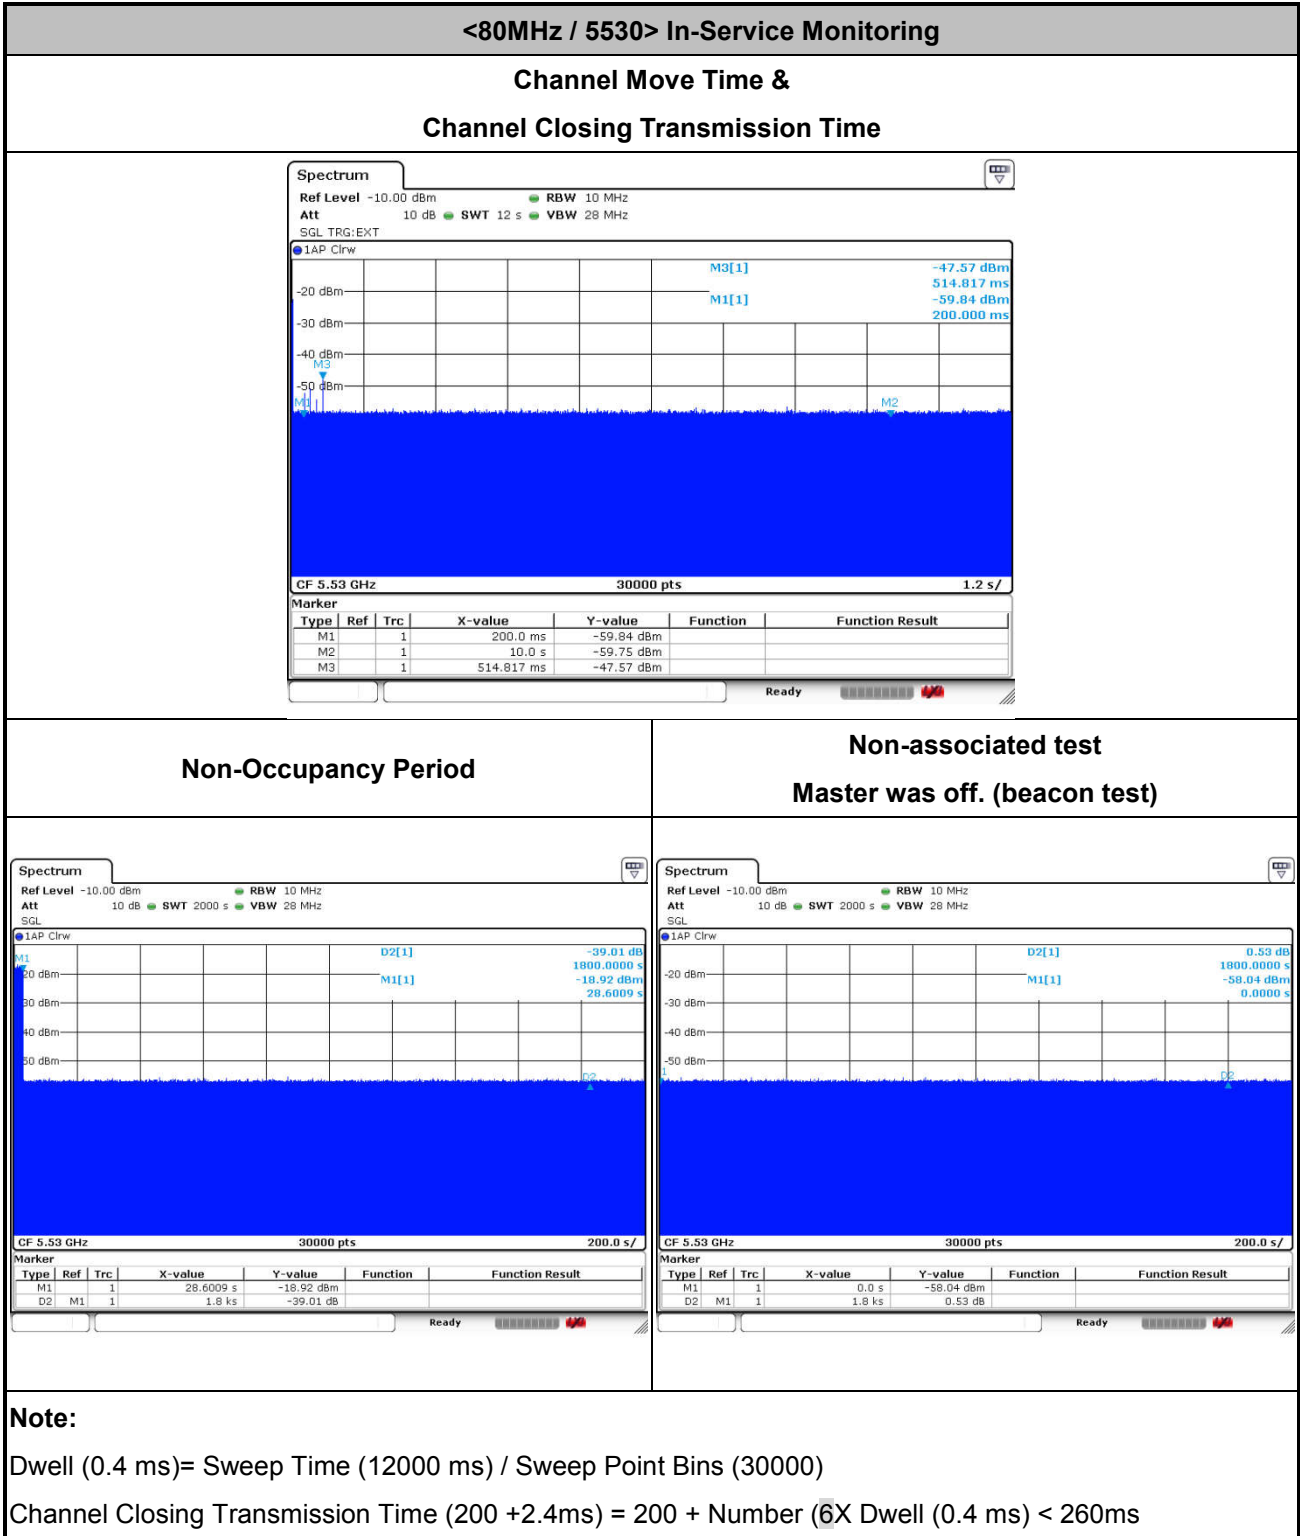 <80MHz / 5530> In-Service Monitoring
Channel Move Time &
Channel Closing Transmission Time
Spectrum
Ref Level -10.00 dBm RBW 10 MHz
Att 10 dB SWT 12 s VBW 28 MHz
SGL TRG:EXT
1AP Clrw
M3[1] -47.57 dBm
514.817 ms
-20 dBm
M1[1] -59.84 dBm
200.000 ms
-30 dBm
-40 dBm
M3
-50 dBm
M1 M2
CF 5.53 GHz 30000 pts 1.2 s/
Marker
Type Ref Trc X-value Y-value Function Function Result
M1 1 200.0 ms -59.84 dBm
M2 1 10.0 s -59.75 dBm
M3 1 514.817 ms -47.57 dBm
Ready
Non-Occupancy Period
Spectrum
Ref Level -10.00 dBm RBW 10 MHz
Att 10 dB SWT 2000 s VBW 28 MHz
SGL
1AP Clrw
D2[1] -39.01 dB
M1 1800.0000 s
-20 dBm
M1[1] -18.92 dBm
28.6009 s
-30 dBm
-40 dBm
-50 dBm
D2
CF 5.53 GHz 30000 pts 200.0 s/
Marker
Type Ref Trc X-value Y-value Function Function Result
M1 1 28.6009 s -18.92 dBm
D2 M1 1 1.8 ks -39.01 dB
Ready
Non-associated test
Master was off. (beacon test)
Spectrum
Ref Level -10.00 dBm RBW 10 MHz
Att 10 dB SWT 2000 s VBW 28 MHz
SGL
1AP Clrw
D2[1] 0.53 dB
1800.0000 s
-20 dBm
M1[1] -58.04 dBm
0.0000 s
-30 dBm
-40 dBm
-50 dBm
1 D2
CF 5.53 GHz 30000 pts 200.0 s/
Marker
Type Ref Trc X-value Y-value Function Function Result
M1 1 0.0 s -58.04 dBm
D2 M1 1 1.8 ks 0.53 dB
Ready
Note:
Dwell (0.4 ms)= Sweep Time (12000 ms) / Sweep Point Bins (30000)
Channel Closing Transmission Time (200 +2.4ms) = 200 + Number (6X Dwell (0.4 ms) < 260ms